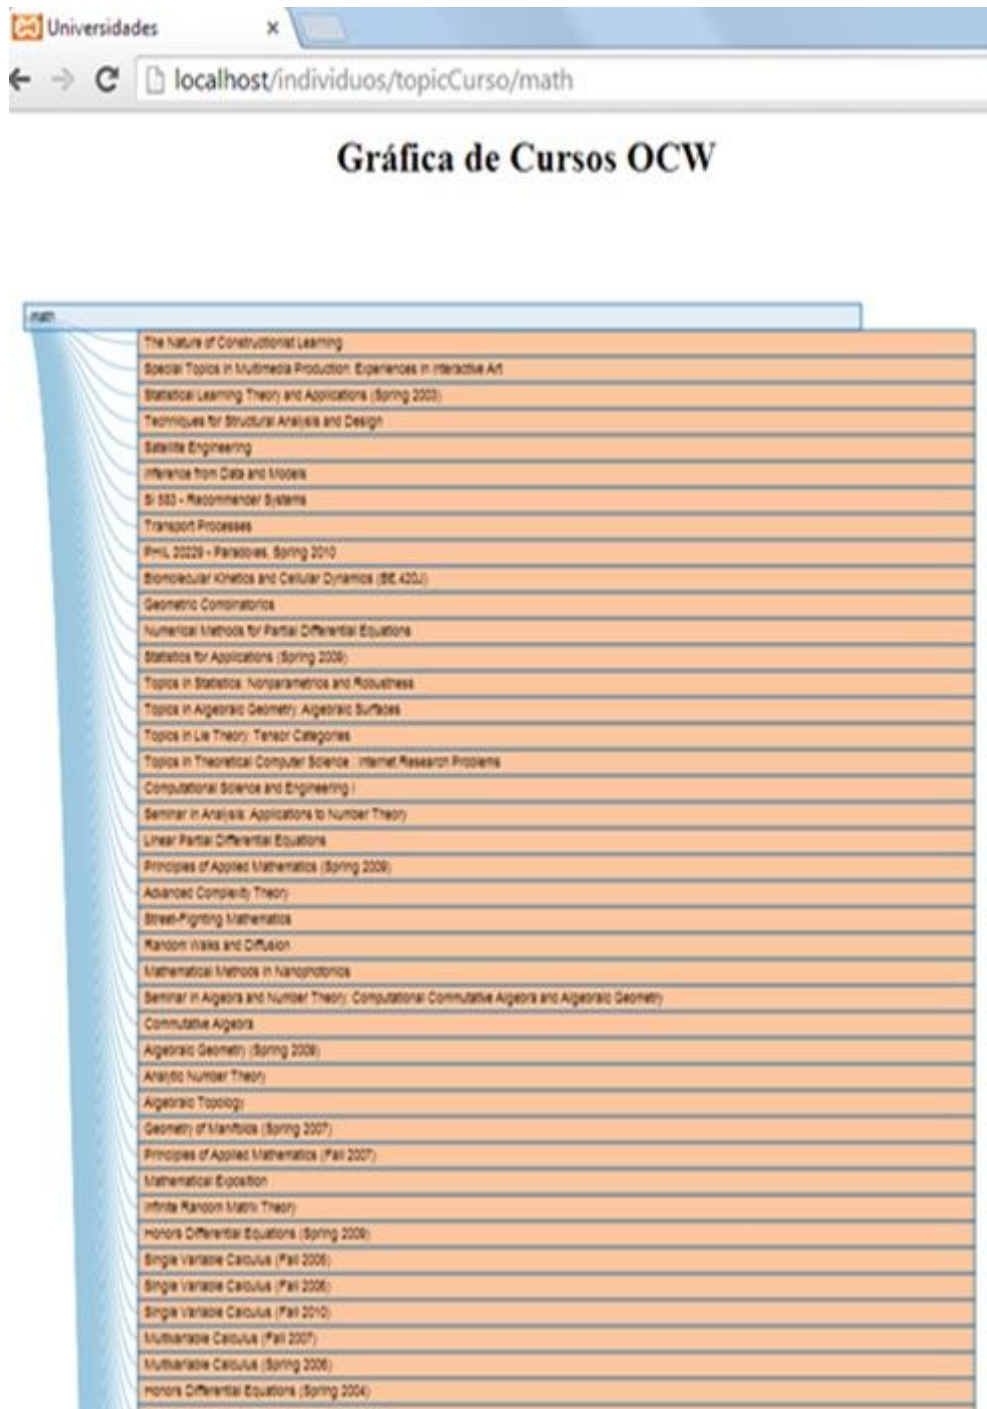 Universidades
localhost/individuos/topicCurso/math
Gráfica de Cursos OCW
math
The Nature of Constructionist Learning
Special Topics in Multimedia Production: Experiences in Interactive Art
Statistical Learning Theory and Applications (Spring 2003)
Techniques for Structural Analysis and Design
Satellite Engineering
Inference from Data and Models
SI 583 - Recommender Systems
Transport Processes
PHIL 20229 - Paradoxes, Spring 2010
Biomolecular Kinetics and Cellular Dynamics (BE.420J)
Geometric Combinatorics
Numerical Methods for Partial Differential Equations
Statistics for Applications (Spring 2009)
Topics in Statistics: Nonparametrics and Robustness
Topics in Algebraic Geometry: Algebraic Surfaces
Topics in Lie Theory: Tensor Categories
Topics in Theoretical Computer Science : Internet Research Problems
Computational Science and Engineering I
Seminar in Analysis: Applications to Number Theory
Linear Partial Differential Equations
Principles of Applied Mathematics (Spring 2009)
Advanced Complexity Theory
Street-Fighting Mathematics
Random Walks and Diffusion
Mathematical Methods in Nanophotonics
Seminar in Algebra and Number Theory: Computational Commutative Algebra and Algebraic Geometry
Commutative Algebra
Algebraic Geometry (Spring 2009)
Analytic Number Theory
Algebraic Topology
Geometry of Manifolds (Spring 2007)
Principles of Applied Mathematics (Fall 2007)
Mathematical Exposition
Infinite Random Matrix Theory
Honors Differential Equations (Spring 2009)
Single Variable Calculus (Fall 2005)
Single Variable Calculus (Fall 2006)
Single Variable Calculus (Fall 2010)
Multivariable Calculus (Fall 2007)
Multivariable Calculus (Spring 2006)
Honors Differential Equations (Spring 2004)